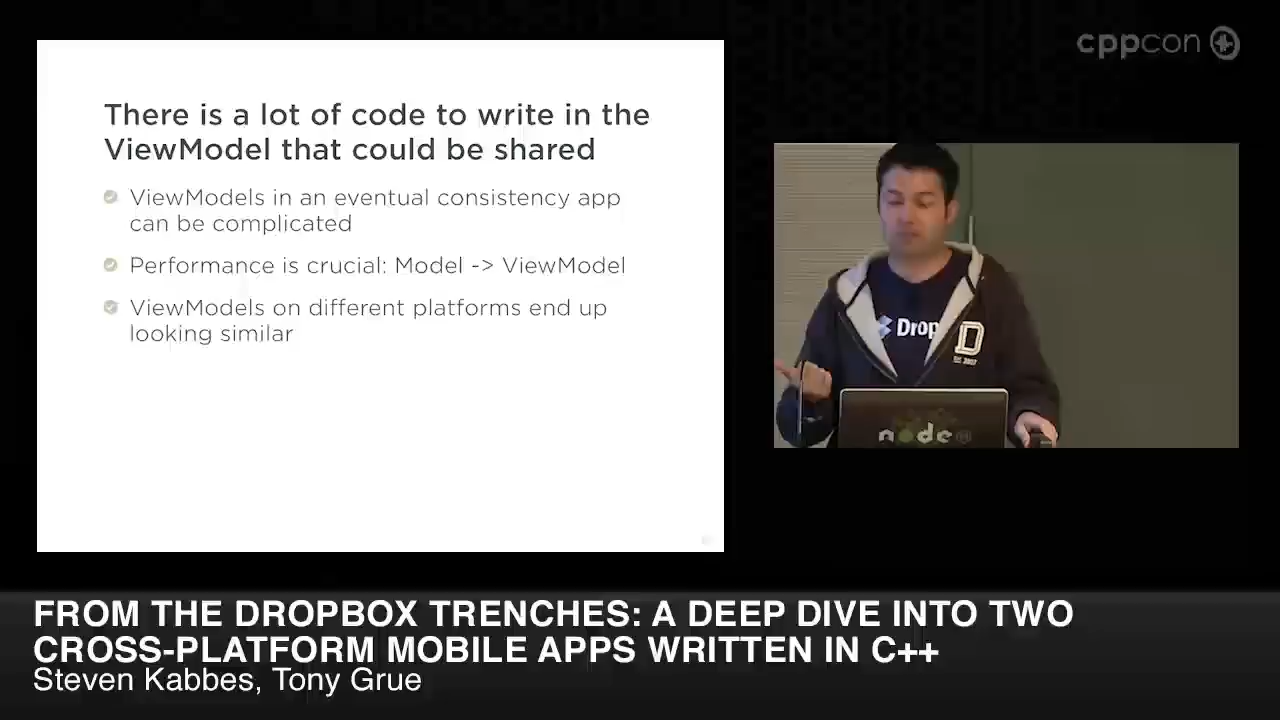 cppcon
There is a lot of code to write in the
ViewModel that could be shared
ViewModels in an eventual consistency app
can be complicated
Performance is crucial: Model -> ViewModel
ViewModels on different platforms end up
looking similar
Drop
D
node
FROM THE DROPBOX TRENCHES: A DEEP DIVE INTO TWO
CROSS-PLATFORM MOBILE APPS WRITTEN IN C++
Steven Kabbes, Tony Grue